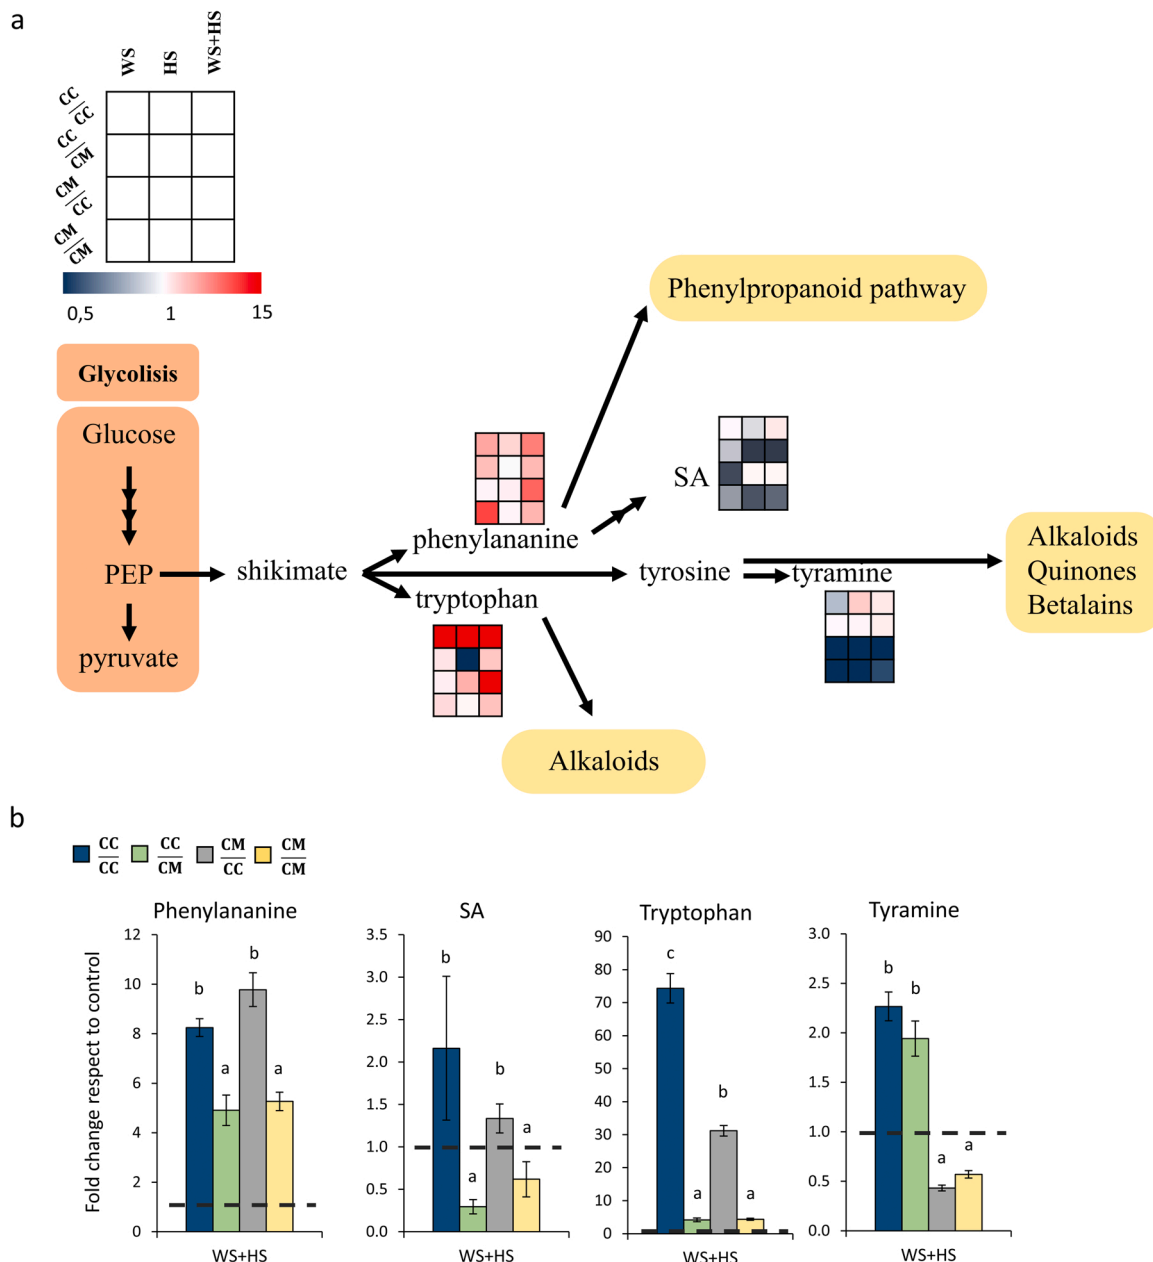 a
WS HS WS+HS
CC
CC
CC
CM
CM
CC
CM
CM
0,5 1 15
Glycolisis
Glucose
PEP
pyruvate
shikimate
phenylananine
tryptophan
tyrosine
tyramine
SA
Phenylpropanoid pathway
Alkaloids
Quinones
Betalains
Alkaloids
b
CC CC CM CM
CC CM CC CM
Phenylananine
Fold change respect to control
12
10
8
6
4
2
0
b
a
b
a
WS+HS
SA
3.5
3.0
2.5
2.0
1.5
1.0
0.5
0.0
b
a
b
a
WS+HS
Tryptophan
90
80
70
60
50
40
30
20
10
0
c
a
b
a
WS+HS
Tyramine
3.0
2.5
2.0
1.5
1.0
0.5
0.0
b
b
a
a
WS+HS